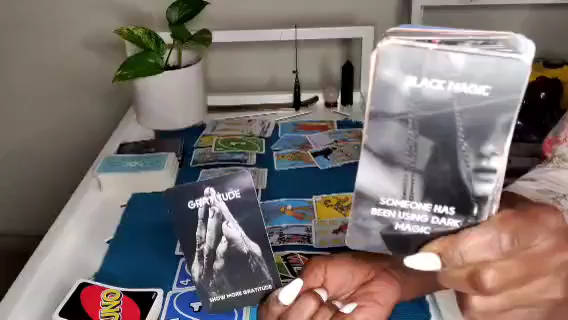 BLACK MAGIC
SOMEONE HAS
BEEN USING DARK
MAGIC
GRATITUDE
SHOW MORE GRATITUDE
UNO